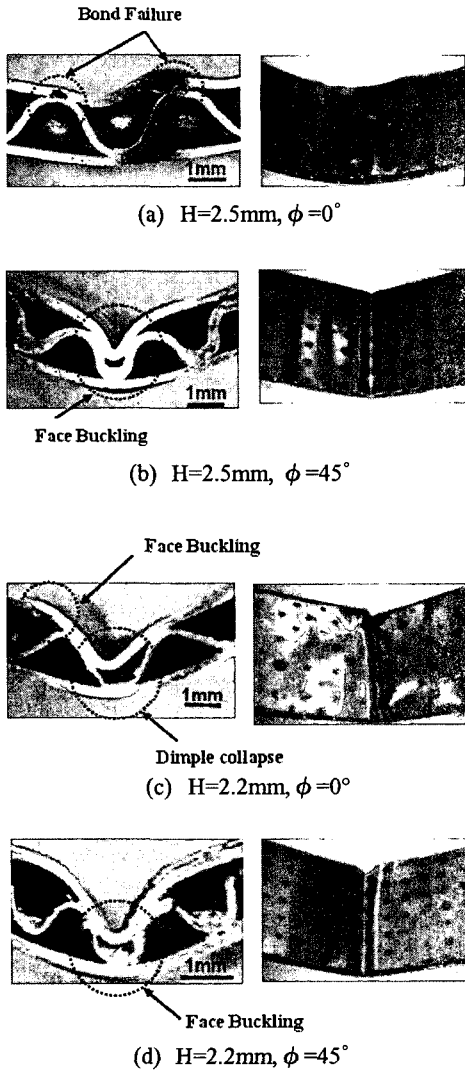 Bond Failure
1mm
(a) H=2.5mm, ϕ=0°
1mm
Face Buckling
(b) H=2.5mm, ϕ=45°
Face Buckling
1mm
Dimple collapse
(c) H=2.2mm, ϕ=0°
1mm
Face Buckling
(d) H=2.2mm, ϕ=45°